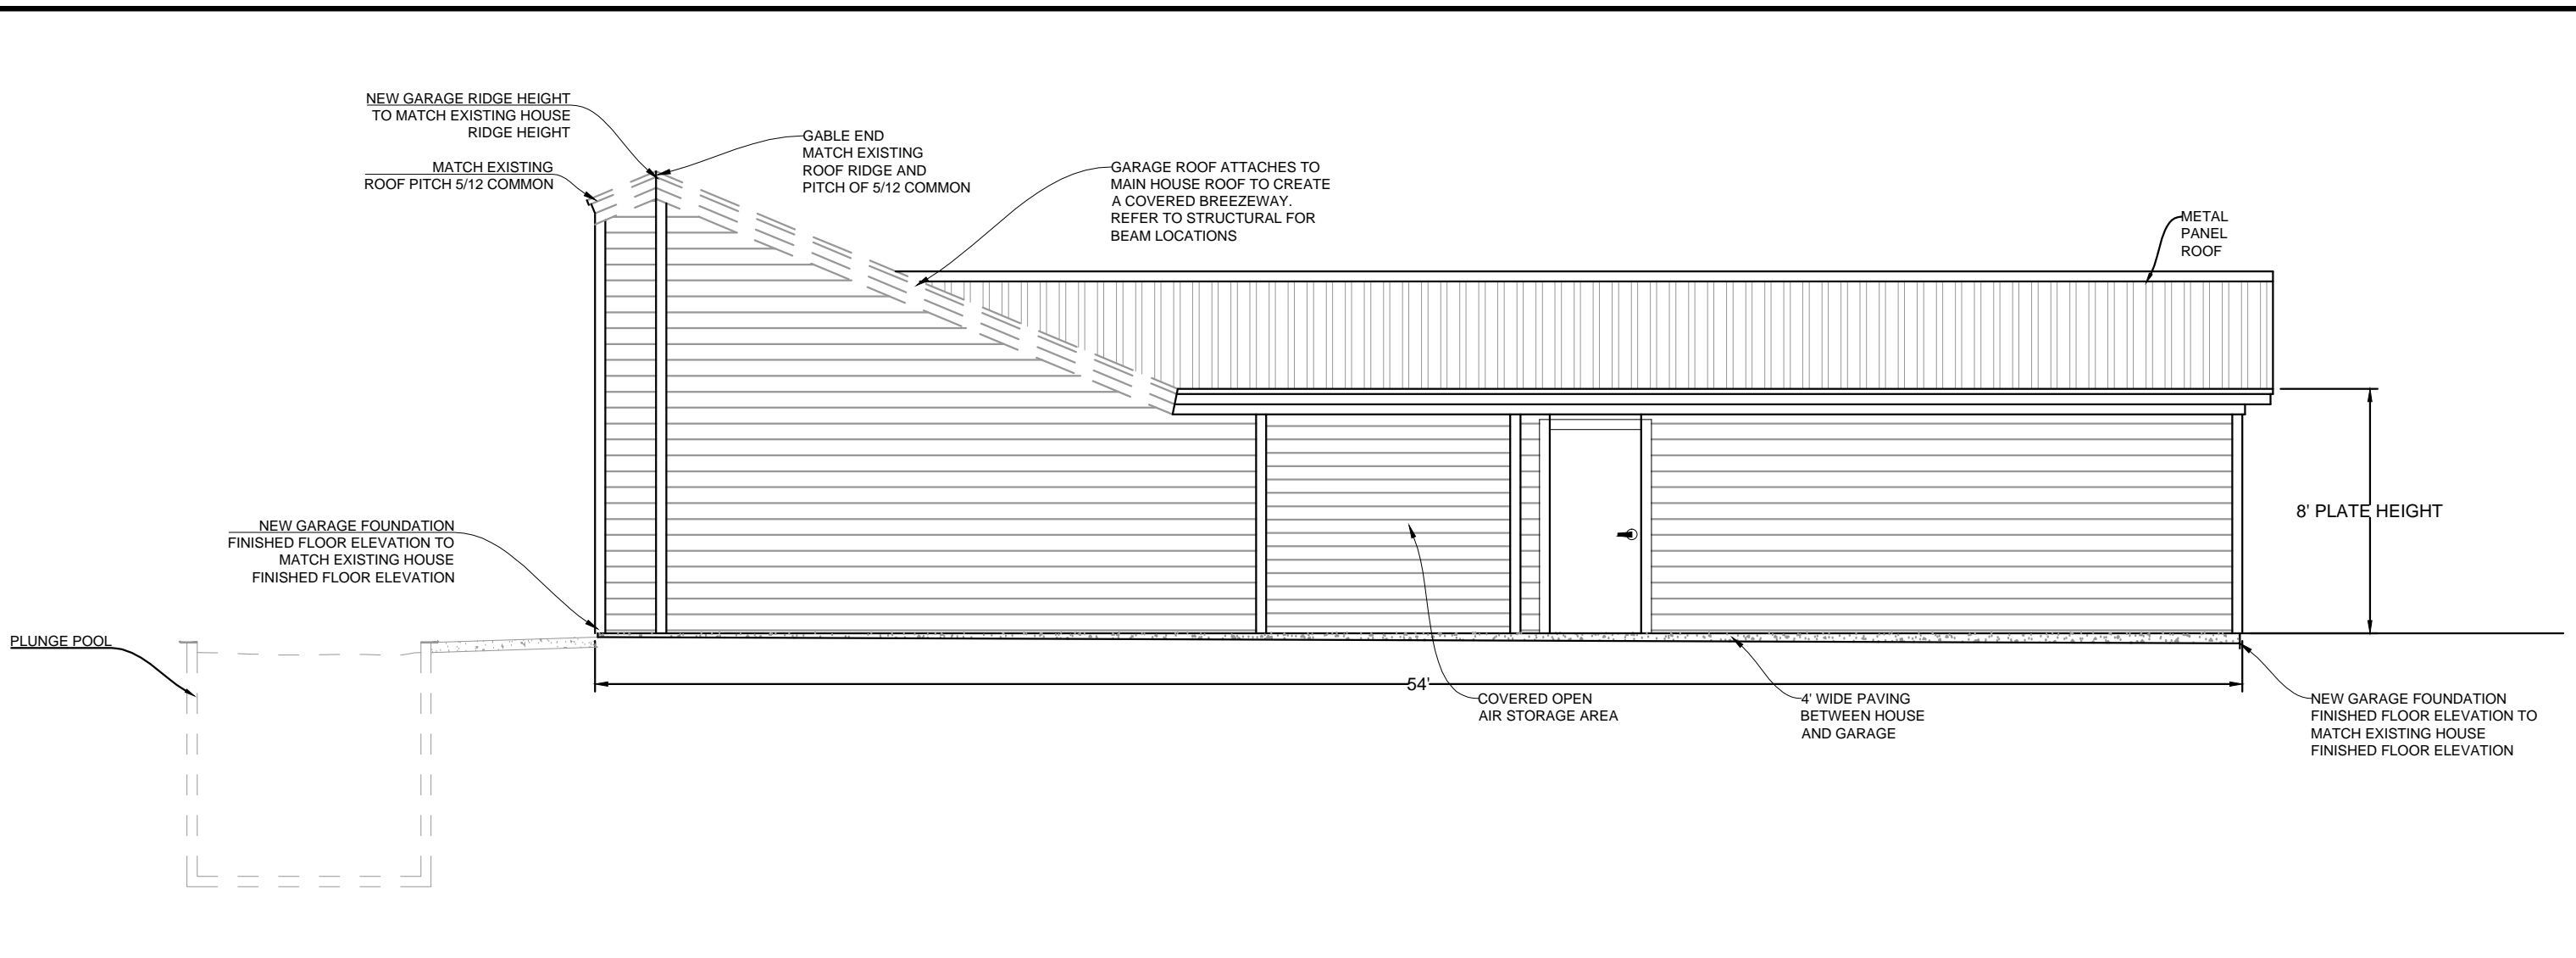 NEW GARAGE RIDGE HEIGHT
TO MATCH EXISTING HOUSE
RIDGE HEIGHT
MATCH EXISTING
ROOF PITCH 5/12 COMMON
GABLE END
MATCH EXISTING
ROOF RIDGE AND
PITCH OF 5/12 COMMON
GARAGE ROOF ATTACHES TO
MAIN HOUSE ROOF TO CREATE
A COVERED BREEZEWAY.
REFER TO STRUCTURAL FOR
BEAM LOCATIONS
METAL
PANEL
ROOF
8' PLATE HEIGHT
NEW GARAGE FOUNDATION
FINISHED FLOOR ELEVATION TO
MATCH EXISTING HOUSE
FINISHED FLOOR ELEVATION
PLUNGE POOL
54'
COVERED OPEN
AIR STORAGE AREA
4' WIDE PAVING
BETWEEN HOUSE
AND GARAGE
NEW GARAGE FOUNDATION
FINISHED FLOOR ELEVATION TO
MATCH EXISTING HOUSE
FINISHED FLOOR ELEVATION